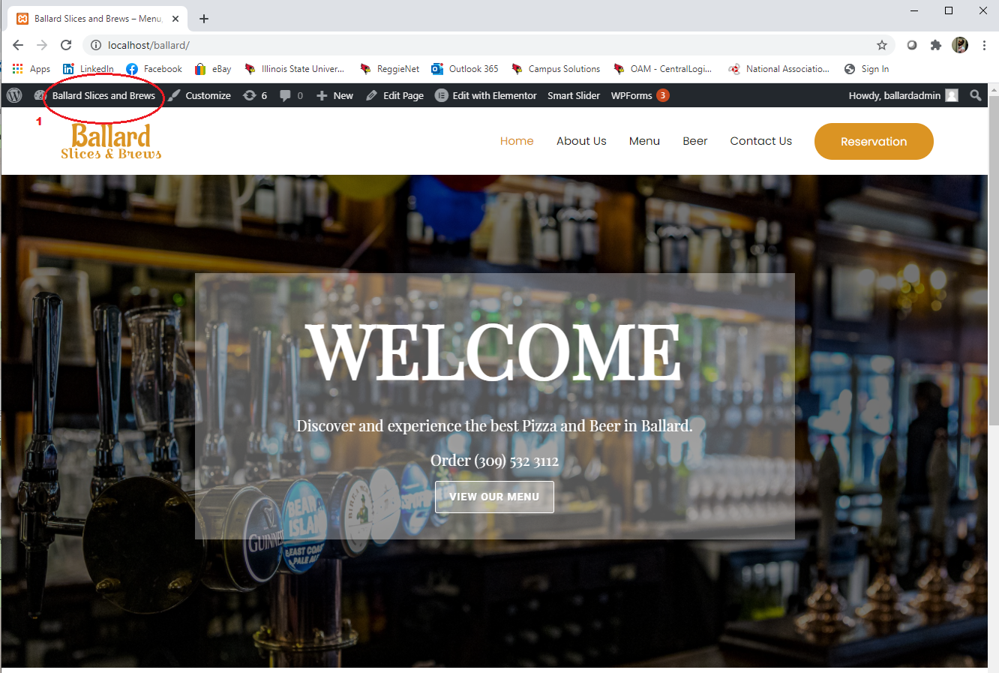 Ballard Slices and Brews – Menu,
localhost/ballard/
Apps LinkedIn Facebook eBay Illinois State Univer... ReggieNet Outlook 365 Campus Solutions OAM - CentralLogi... National Associatio... Sign In
Ballard Slices and Brews Customize 6 0 New Edit Page Edit with Elementor Smart Slider WPForms 3 Howdy, ballardadmin
1
Ballard
Slices & Brews
Home About Us Menu Beer Contact Us Reservation
WELCOME
Discover and experience the best Pizza and Beer in Ballard.
Order (309) 532 3112
VIEW OUR MENU
GUINNESS
BEAR
ISLAND
EAST COAST
PALE ALE